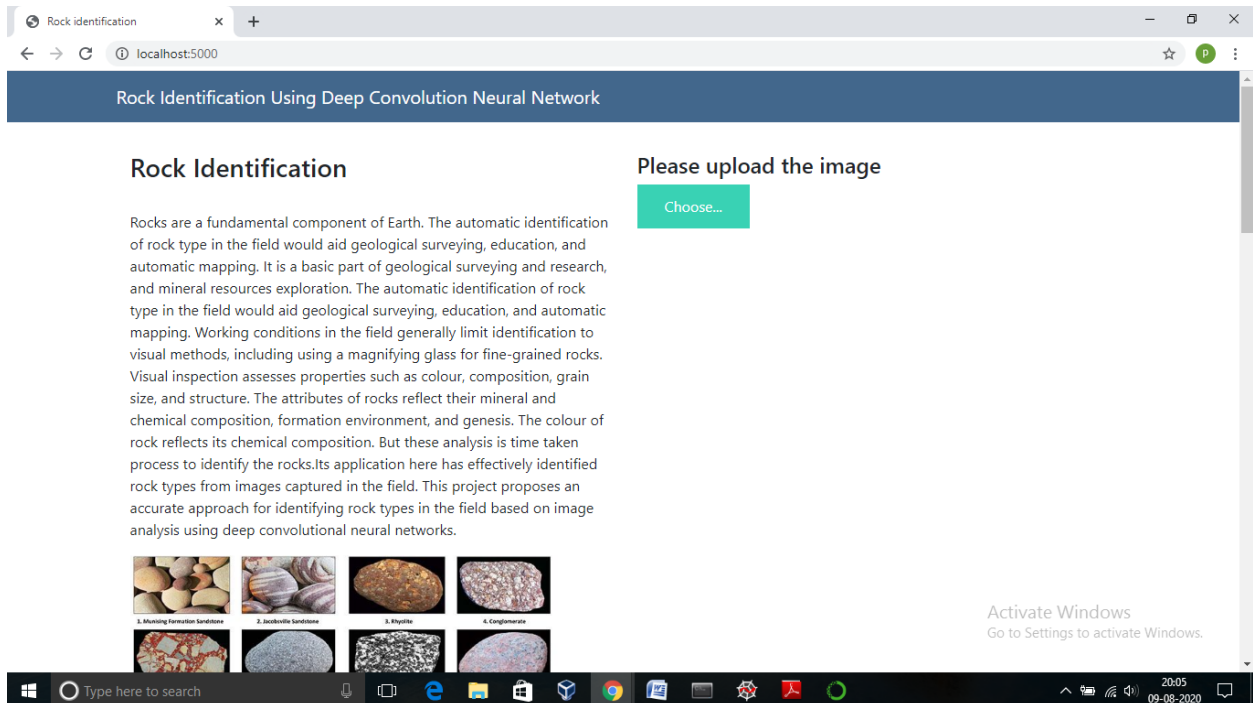 Rock identification
localhost:5000
P
Rock Identification Using Deep Convolution Neural Network
Rock Identification
Rocks are a fundamental component of Earth. The automatic identification
of rock type in the field would aid geological surveying, education, and
automatic mapping. It is a basic part of geological surveying and research,
and mineral resources exploration. The automatic identification of rock
type in the field would aid geological surveying, education, and automatic
mapping. Working conditions in the field generally limit identification to
visual methods, including using a magnifying glass for fine-grained rocks.
Visual inspection assesses properties such as colour, composition, grain
size, and structure. The attributes of rocks reflect their mineral and
chemical composition, formation environment, and genesis. The colour of
rock reflects its chemical composition. But these analysis is time taken
process to identify the rocks.Its application here has effectively identified
rock types from images captured in the field. This project proposes an
accurate approach for identifying rock types in the field based on image
analysis using deep convolutional neural networks.
1. Munising Formation Sandstone
2. Jacobsville Sandstone
3. Rhyolite
4. Conglomerate
Please upload the image
Choose...
Activate Windows
Go to Settings to activate Windows.
Type here to search
20:05
09-08-2020